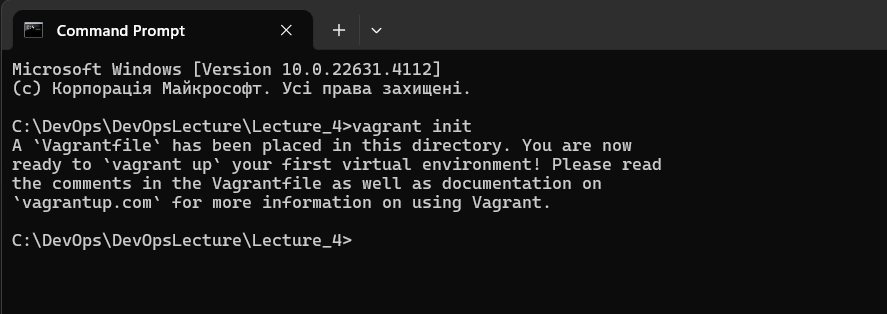 Command Prompt
Microsoft Windows [Version 10.0.22631.4112]
(c) Корпорація Майкрософт. Усі права захищені.
C:\DevOps\DevOpsLecture\Lecture_4>vagrant init
A `Vagrantfile` has been placed in this directory. You are now
ready to `vagrant up` your first virtual environment! Please read
the comments in the Vagrantfile as well as documentation on
`vagrantup.com` for more information on using Vagrant.
C:\DevOps\DevOpsLecture\Lecture_4>